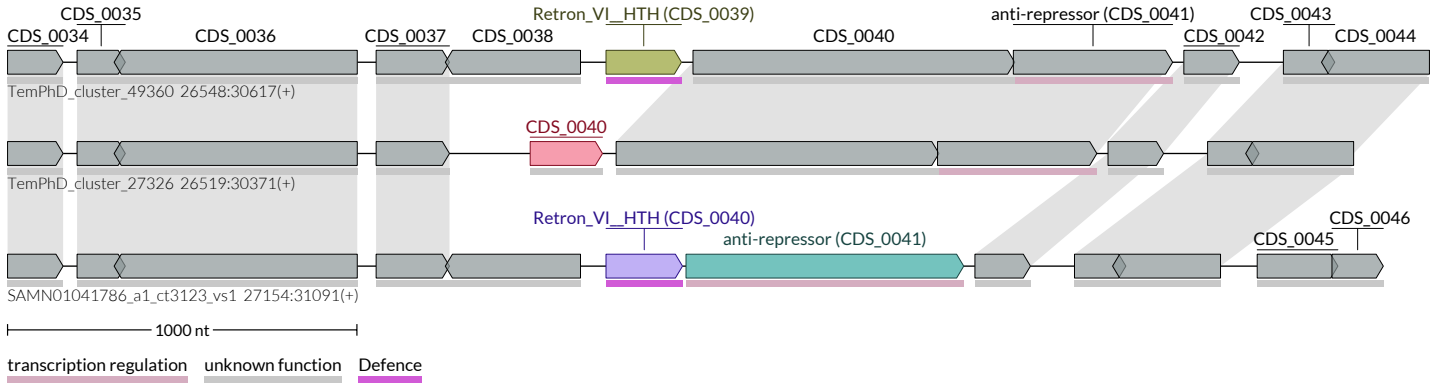 CDS_0035 Retron_VI__HTH (CDS_0039) anti-repressor (CDS_0041) CDS_0043
CDS_0034 CDS_0036 CDS_0037 CDS_0038 CDS_0040 CDS_0042 CDS_0044
TemPhD_cluster_49360 26548:30617(+)
CDS_0040
TemPhD_cluster_27326 26519:30371(+)
Retron_VI__HTH (CDS_0040) CDS_0046
anti-repressor (CDS_0041) CDS_0045
SAMN01041786_a1_ct3123_vs1 27154:31091(+)
1000 nt
transcription regulation unknown function Defence